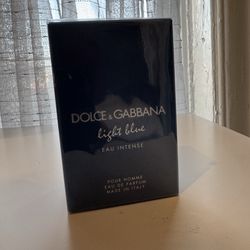 DOLCE & GABBANA
light blue
EAU INTENSE
POUR HOMME
EAU DE PARFUM
MADE IN ITALY